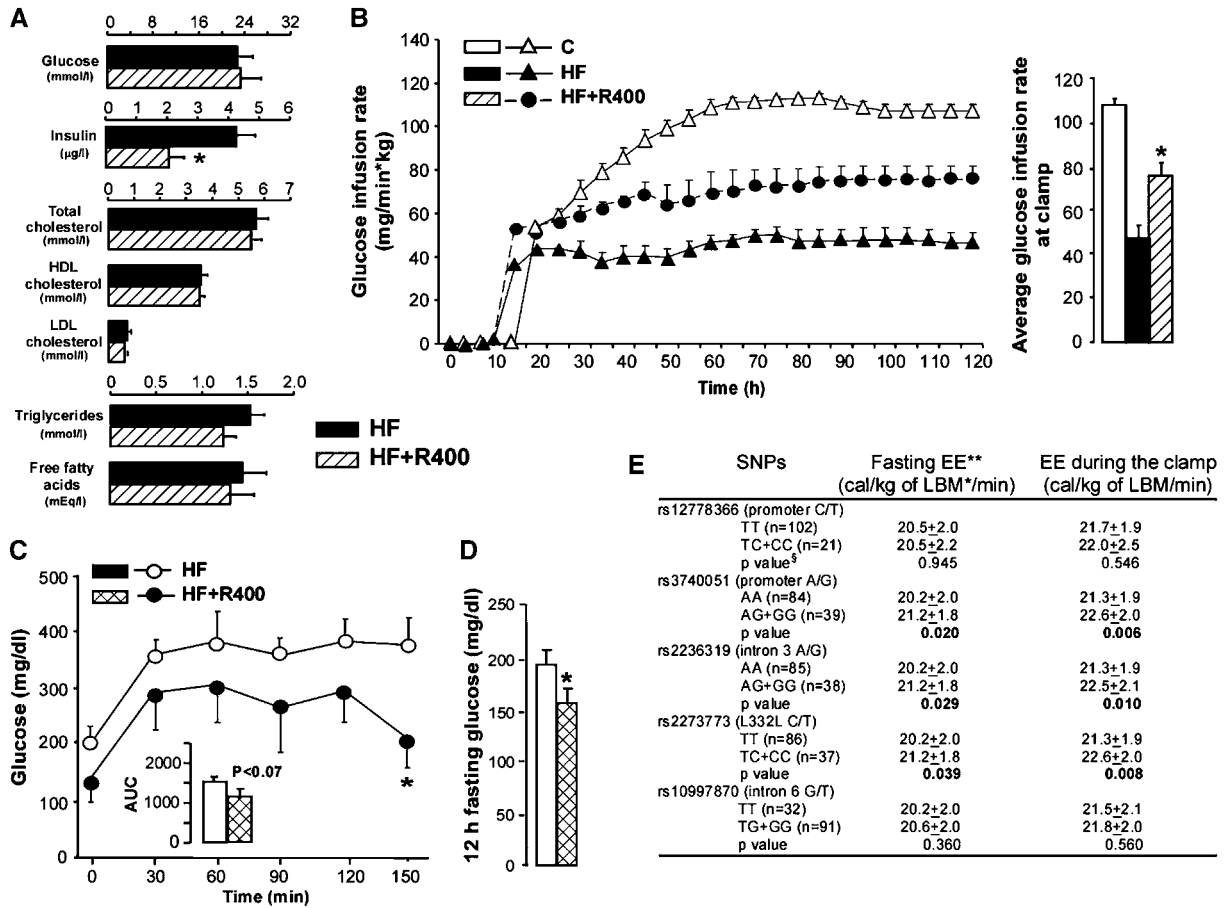 A
0 8 16 24 32
Glucose
(mmol/l)
0 1 2 3 4 5 6
Insulin
(µg/l)
*
0 1 2 3 4 5 6 7
Total
cholesterol
(mmol/l)
HDL
cholesterol
(mmol/l)
LDL
cholesterol
(mmol/l)
0 0.5 1.0 1.5 2.0
Triglycerides
(mmol/l)
Free fatty
acids
(mEq/l)
HF
HF+R400
B
Glucose infusion rate
(mg/min*kg)
140
120
100
80
60
40
20
0
C
HF
HF+R400
0 10 20 30 40 50 60 70 80 90 100 110 120
Time (h)
Average glucose infusion rate
at clamp
120
100
80
60
40
20
0
*
C
HF
HF+R400
Glucose (mg/dl)
500
400
300
200
100
0
*
AUC
2000
1000
0
P<0.07
0 30 60 90 120 150
Time (min)
D
12 h fasting glucose (mg/dl)
250
200
150
100
50
0
*
E
SNPs Fasting EE** EE during the clamp
(cal/kg of LBM*/min) (cal/kg of LBM/min)
rs12778366 (promoter C/T)
TT (n=102) 20.5±2.0 21.7±1.9
TC+CC (n=21) 20.5±2.2 22.0±2.5
p value§ 0.945 0.546
rs3740051 (promoter A/G)
AA (n=84) 20.2±2.0 21.3±1.9
AG+GG (n=39) 21.2±1.8 22.6±2.0
p value 0.020 0.006
rs2236319 (intron 3 A/G)
AA (n=85) 20.2±2.0 21.3±1.9
AG+GG (n=38) 21.2±1.8 22.5±2.1
p value 0.029 0.010
rs2273773 (L332L C/T)
TT (n=86) 20.2±2.0 21.3±1.9
TC+CC (n=37) 21.2±1.8 22.6±2.0
p value 0.039 0.008
rs10997870 (intron 6 G/T)
TT (n=32) 20.2±2.0 21.5±2.1
TG+GG (n=91) 20.6±2.0 21.8±2.0
p value 0.360 0.560